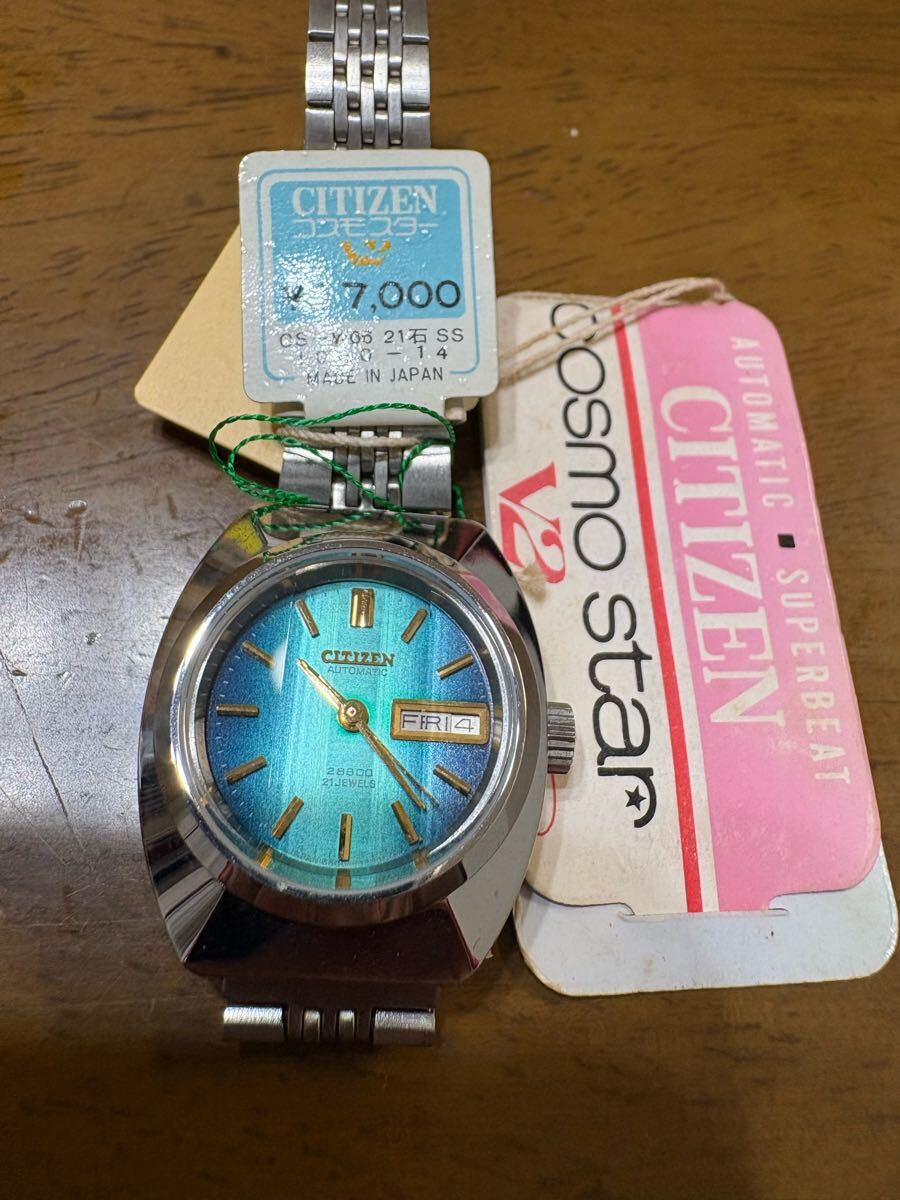 CITIZEN
コスモスター
¥ 7,000
21石 SS
- 14
MADE IN JAPAN
AUTOMATIC ■ SUPERBEAT
CITIZEN
cosmo star
V2
CITIZEN
AUTOMATIC
FRI 4
28800
21 JEWELS